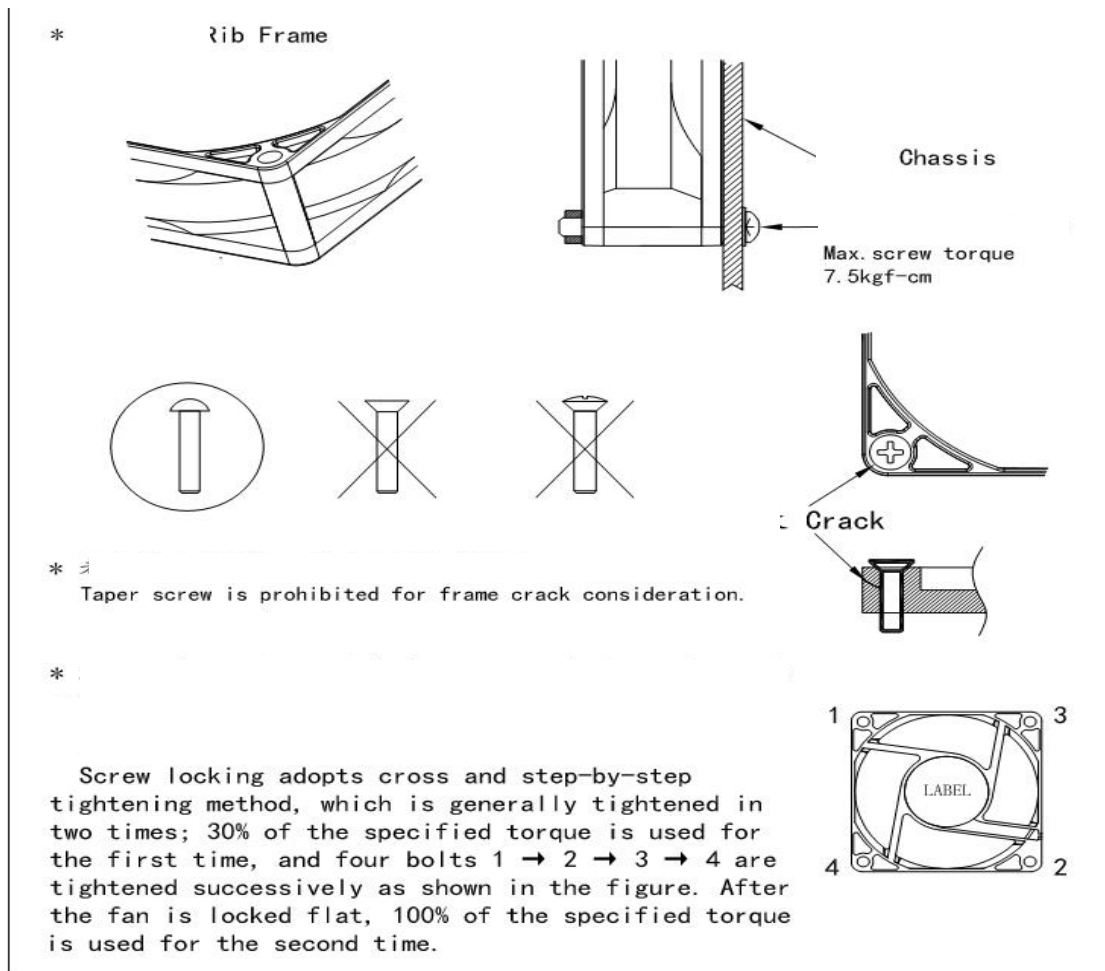 * Rib Frame
Chassis
Max. screw torque
7.5kgf-cm
Crack
*
Taper screw is prohibited for frame crack consideration.
*
1 3
LABEL
4 2
Screw locking adopts cross and step-by-step
tightening method, which is generally tightened in
two times; 30% of the specified torque is used for
the first time, and four bolts 1 → 2 → 3 → 4 are
tightened successively as shown in the figure. After
the fan is locked flat, 100% of the specified torque
is used for the second time.